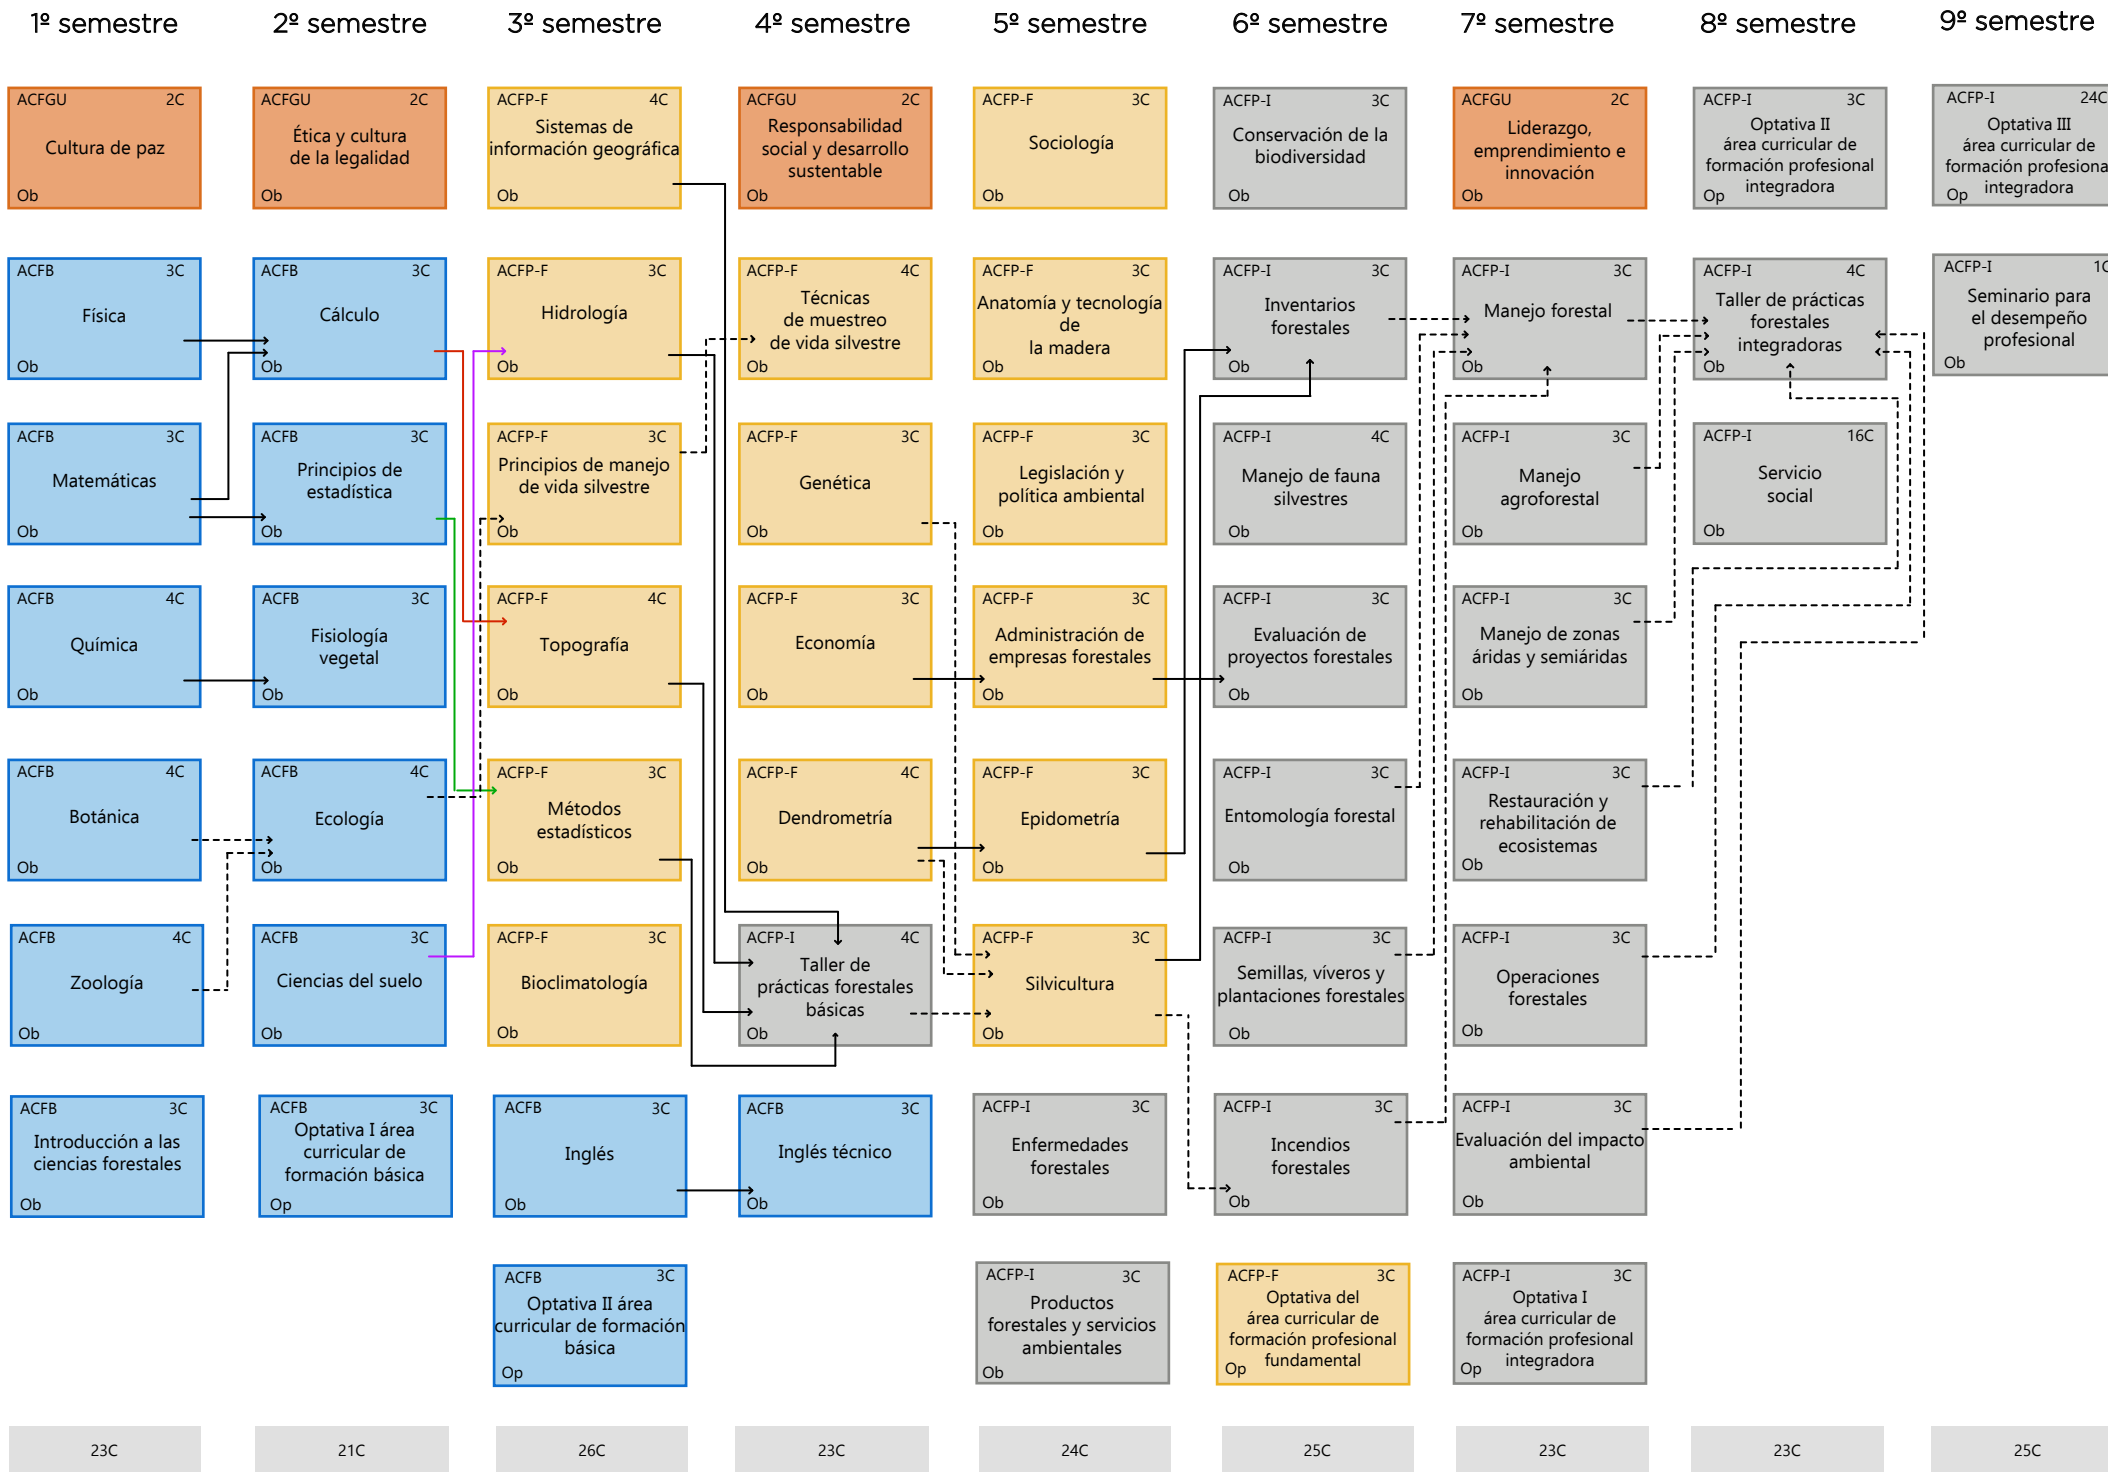 1º semestre
2º semestre
3º semestre
4º semestre
5º semestre
6º semestre
7º semestre
8º semestre
9º semestre
ACFGU 2C
Cultura de paz
Ob
ACFGU 2C
Ética y cultura
de la legalidad
Ob
ACFP-F 4C
Sistemas de
información geográfica
Ob
ACFGU 2C
Responsabilidad
social y desarrollo
sustentable
Ob
ACFP-F 3C
Sociología
Ob
ACFP-I 3C
Conservación de la
biodiversidad
Ob
ACFGU 2C
Liderazgo,
emprendimiento e
innovación
Ob
ACFP-I 3C
Optativa II
área curricular de
formación profesional
integradora
Op
ACFP-I 24C
Optativa III
área curricular de
formación profesional
integradora
Op
ACFB 3C
Física
Ob
ACFB 3C
Cálculo
Ob
ACFP-F 3C
Hidrología
Ob
ACFP-F 4C
Técnicas
de muestreo
de vida silvestre
Ob
ACFP-F 3C
Anatomía y tecnología
de
la madera
Ob
ACFP-I 3C
Inventarios
forestales
Ob
ACFP-I 3C
Manejo forestal
Ob
ACFP-I 4C
Taller de prácticas
forestales
integradoras
Ob
ACFP-I 1C
Seminario para
el desempeño
profesional
Ob
ACFB 3C
Matemáticas
Ob
ACFB 3C
Principios de
estadística
Ob
ACFP-F 3C
Principios de manejo
de vida silvestre
Ob
ACFP-F 3C
Genética
Ob
ACFP-F 3C
Legislación y
política ambiental
Ob
ACFP-I 4C
Manejo de fauna
silvestres
Ob
ACFP-I 3C
Manejo
agroforestal
Ob
ACFP-I 16C
Servicio
social
Ob
ACFB 4C
Química
Ob
ACFB 3C
Fisiología
vegetal
Ob
ACFP-F 4C
Topografía
Ob
ACFP-F 3C
Economía
Ob
ACFP-F 3C
Administración de
empresas forestales
Ob
ACFP-I 3C
Evaluación de
proyectos forestales
Ob
ACFP-I 3C
Manejo de zonas
áridas y semiáridas
Ob
ACFB 4C
Botánica
Ob
ACFB 4C
Ecología
Ob
ACFP-F 3C
Métodos
estadísticos
Ob
ACFP-F 4C
Dendrometría
Ob
ACFP-F 3C
Epidometría
Ob
ACFP-I 3C
Entomología forestal
Ob
ACFP-I 3C
Restauración y
rehabilitación de
ecosistemas
Ob
ACFB 4C
Zoología
Ob
ACFB 3C
Ciencias del suelo
Ob
ACFP-F 3C
Bioclimatología
Ob
ACFP-I 4C
Taller de
prácticas forestales
básicas
Ob
ACFP-F 3C
Silvicultura
Ob
ACFP-I 3C
Semillas, víveros y
plantaciones forestales
Ob
ACFP-I 3C
Operaciones
forestales
Ob
ACFB 3C
Introducción a las
ciencias forestales
Ob
ACFB 3C
Optativa I área
curricular de
formación básica
Op
ACFB 3C
Inglés
Ob
ACFB 3C
Inglés técnico
Ob
ACFP-I 3C
Enfermedades
forestales
Ob
ACFP-I 3C
Incendios
forestales
Ob
ACFP-I 3C
Evaluación del impacto
ambiental
Ob
ACFB 3C
Optativa II área
curricular de formación
básica
Op
ACFP-I 3C
Productos
forestales y servicios
ambientales
Ob
ACFP-F 3C
Optativa del
área curricular de
formación profesional
fundamental
Op
ACFP-I 3C
Optativa I
área curricular de
formación profesional
integradora
Op
23C
21C
26C
23C
24C
25C
23C
23C
25C